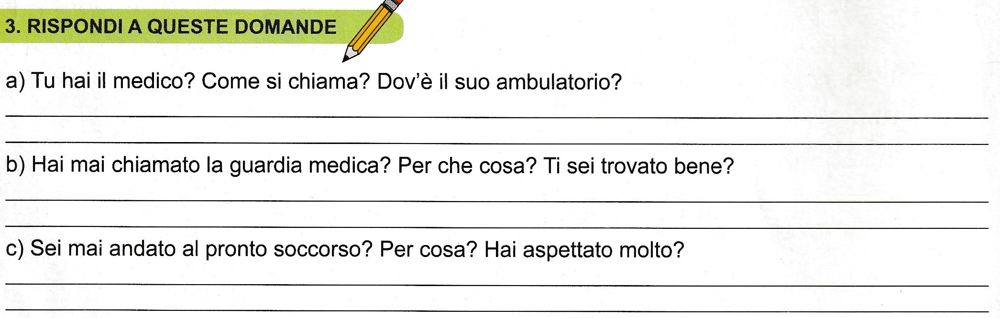 3. RISPONDI A QUESTE DOMANDE
a) Tu hai il medico? Come si chiama? Dov'è il suo ambulatorio?
b) Hai mai chiamato la guardia medica? Per che cosa? Ti sei trovato bene?
c) Sei mai andato al pronto soccorso? Per cosa? Hai aspettato molto?